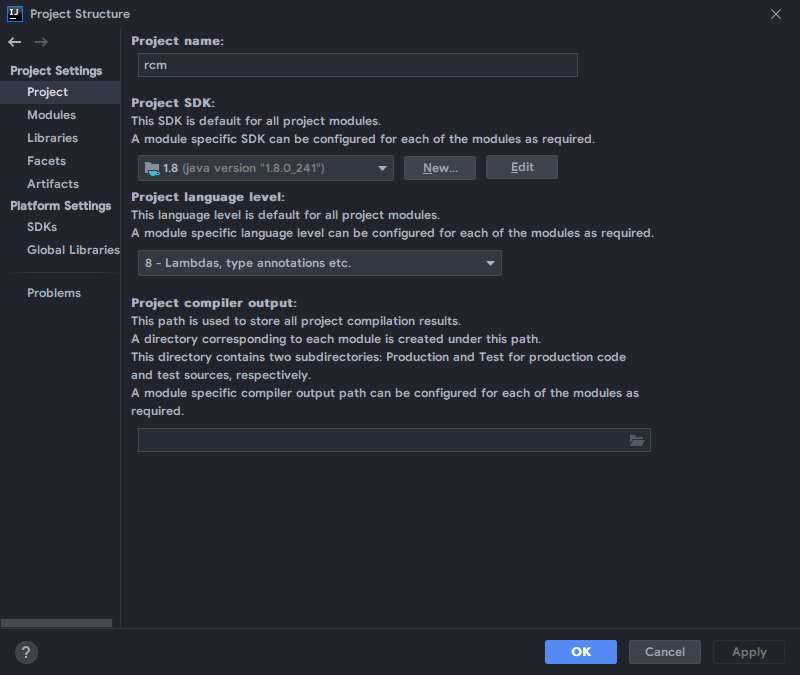 Project Structure
Project Settings
Project
Modules
Libraries
Facets
Artifacts
Platform Settings
SDKs
Global Libraries
Problems
Project name:
rcm
Project SDK:
This SDK is default for all project modules.
A module specific SDK can be configured for each of the modules as required.
1.8 (java version "1.8.0_241")
New...
Edit
Project language level:
This language level is default for all project modules.
A module specific language level can be configured for each of the modules as required.
8 - Lambdas, type annotations etc.
Project compiler output:
This path is used to store all project compilation results.
A directory corresponding to each module is created under this path.
This directory contains two subdirectories: Production and Test for production code
and test sources, respectively.
A module specific compiler output path can be configured for each of the modules as
required.
?
OK
Cancel
Apply